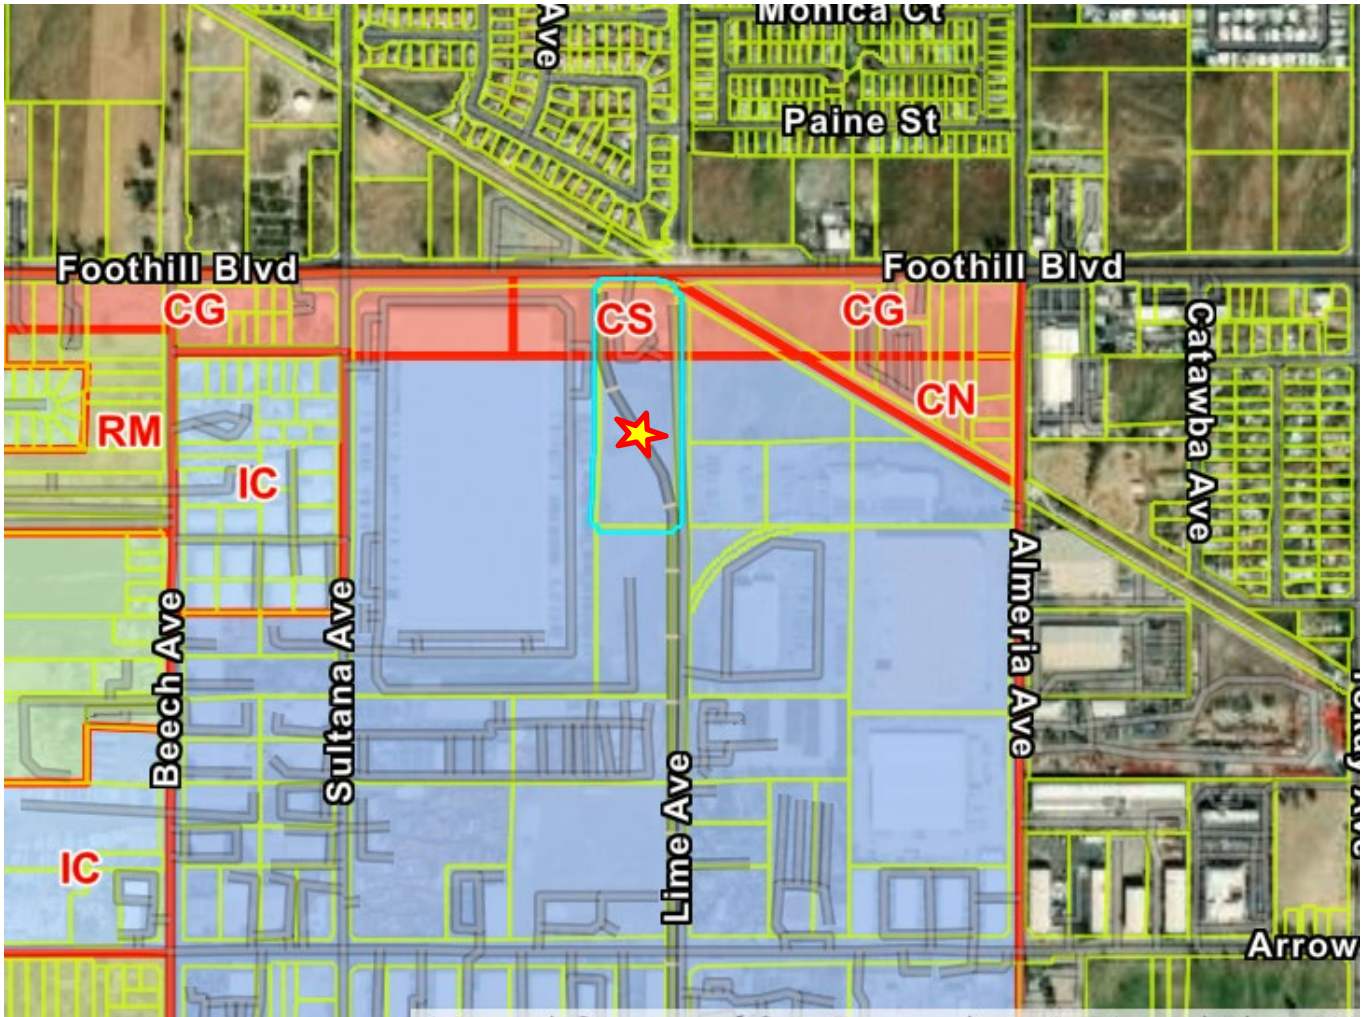 Monica Ct
Ave
Paine St
Foothill Blvd
Foothill Blvd
CG
CS
CG
CN
Catawba Ave
RM
IC
Almeria Ave
Beech Ave
Sultana Ave
Lime Ave
IC
Arrow